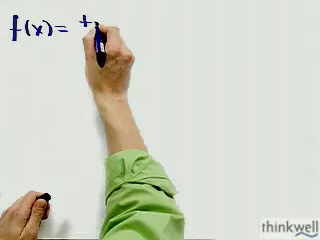 f(x) = t
thinkwell